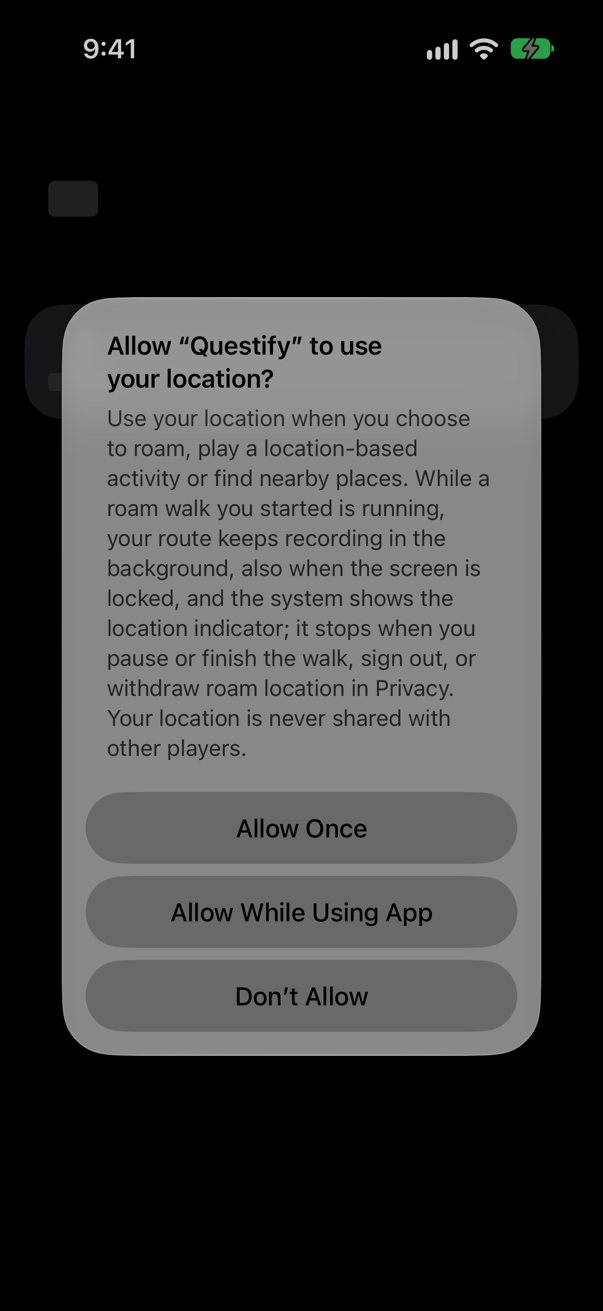 9:41
Allow “Questify” to use
your location?
Use your location when you choose
to roam, play a location-based
activity or find nearby places. While a
roam walk you started is running,
your route keeps recording in the
background, also when the screen is
locked, and the system shows the
location indicator; it stops when you
pause or finish the walk, sign out, or
withdraw roam location in Privacy.
Your location is never shared with
other players.
Allow Once
Allow While Using App
Don’t Allow